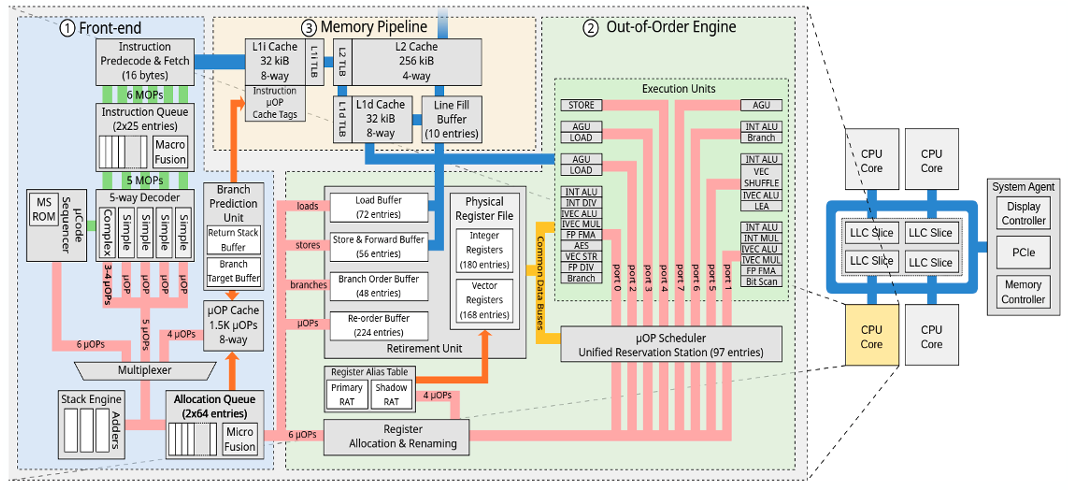 1 Front-end
Instruction
Predecode & Fetch
(16 bytes)
6 MOPs
Instruction Queue
(2x25 entries)
Macro
Fusion
5 MOPs
MS
ROM
μCode
Sequencer
5-way Decoder
Complex
Simple
Simple
Simple
Simple
3-4 μOPs
μOP
μOP
μOP
μOP
Branch
Prediction
Unit
Return Stack
Buffer
Branch
Target Buffer
μOP Cache
1.5K μOPs
8-way
4 μOPs
5 μOPs
6 μOPs
Multiplexer
Stack Engine
Adders
Allocation Queue
(2x64 entries)
Micro
Fusion
3 Memory Pipeline
L1i Cache
32 kiB
8-way
L1i TLB
Instruction
μOP
Cache Tags
L2 TLB
L2 Cache
256 kiB
4-way
L1d TLB
L1d Cache
32 kiB
8-way
Line Fill
Buffer
(10 entries)
2 Out-of-Order Engine
loads
stores
branches
μOPs
Load Buffer
(72 entries)
Store & Forward Buffer
(56 entries)
Branch Order Buffer
(48 entries)
Re-order Buffer
(224 entries)
Physical
Register File
Integer
Registers
(180 entries)
Vector
Registers
(168 entries)
Retirement Unit
Register Alias Table
Primary
RAT
Shadow
RAT
4 μOPs
6 μOPs
Register
Allocation & Renaming
Common Data Buses
Execution Units
STORE
AGU
LOAD
AGU
LOAD
INT ALU
INT DIV
IVEC ALU
IVEC MUL
FP FMA
AES
VEC STR
FP DIV
Branch
port 0
port 2
port 3
port 4
port 7
port 6
port 5
port 1
AGU
INT ALU
Branch
INT ALU
VEC
SHUFFLE
IVEC ALU
LEA
INT ALU
INT MUL
IVEC ALU
IVEC MUL
FP FMA
Bit Scan
μOP Scheduler
Unified Reservation Station (97 entries)
CPU
Core
CPU
Core
LLC Slice
LLC Slice
LLC Slice
LLC Slice
CPU
Core
CPU
Core
System Agent
Display
Controller
PCIe
Memory
Controller